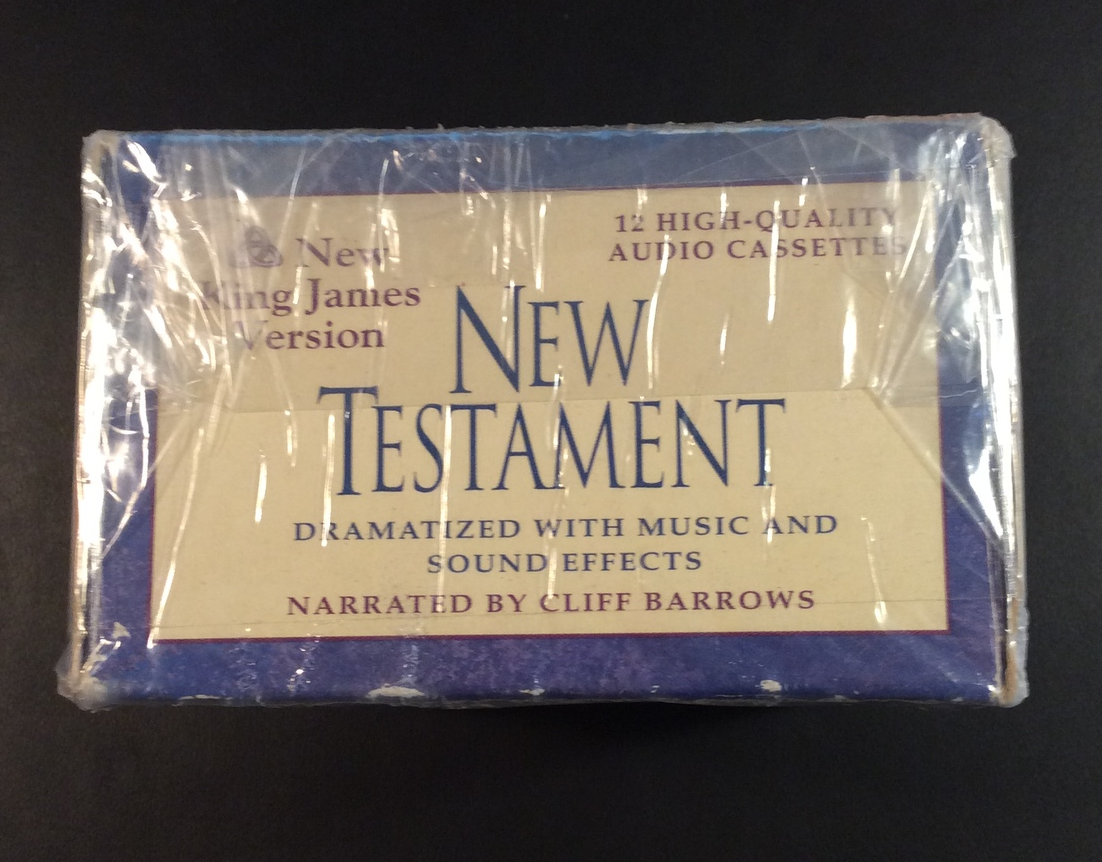 New
King James
Version
12 HIGH-QUALITY
AUDIO CASSETTES
NEW
TESTAMENT
DRAMATIZED WITH MUSIC AND
SOUND EFFECTS
NARRATED BY CLIFF BARROWS